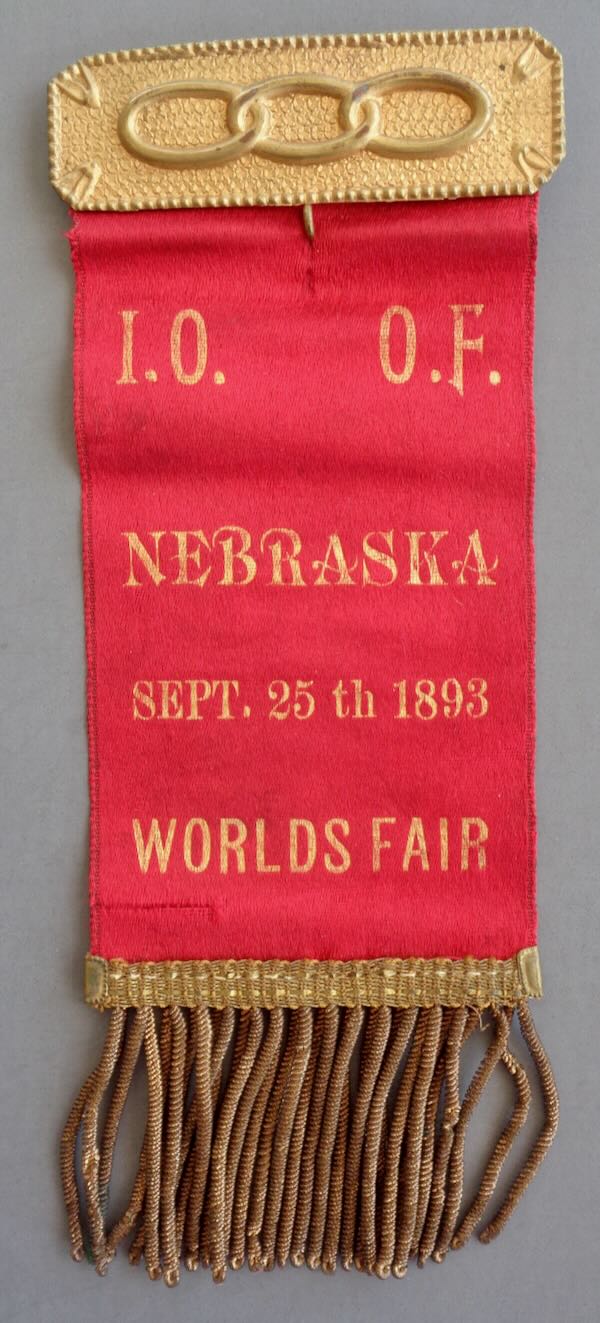 I.O. O.F.
NEBRASKA
SEPT. 25 th 1893
WORLDS FAIR